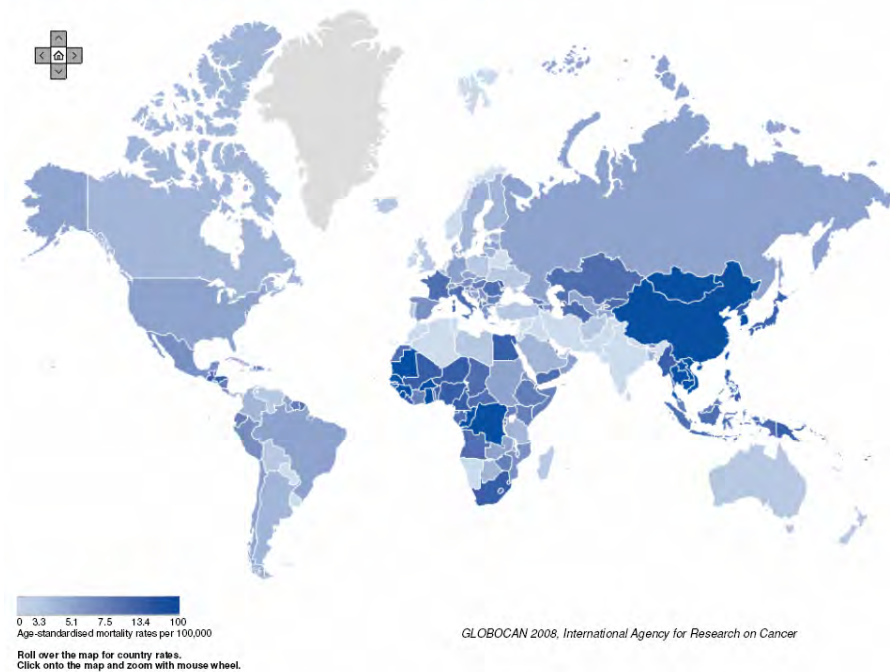 0 3.3 5.1 7.5 13.4 100
Age-standardised mortality rates per 100,000
GLOBOCAN 2008, International Agency for Research on Cancer
Roll over the map for country rates.
Click onto the map and zoom with mouse wheel.